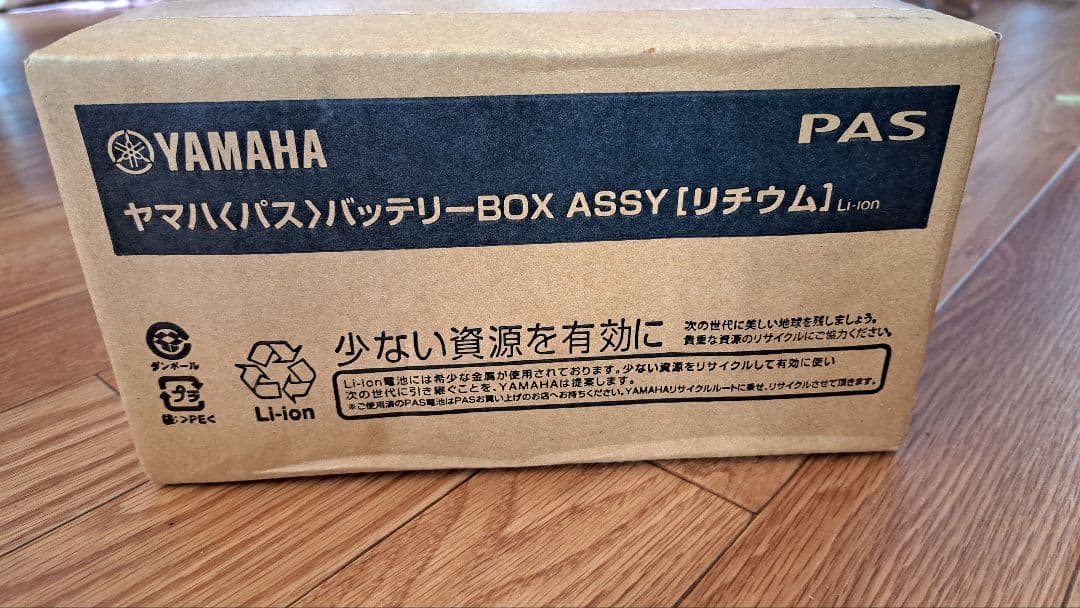 YAMAHA
PAS
ヤマハ〈パス〉バッテリーBOX ASSY [リチウム] Li-ion
少ない資源を有効に
次の世代に美しい地球を残しましょう。
貴重な資源のリサイクルにご協力ください。
ダンボール
プラ
袋:>PE<
Li-ion
Li-ion電池には希少な金属が使用されております。少ない資源をリサイクルして有効に使い
次の世代に引き継ぐことを、YAMAHAは提案します。
※ご使用済のPAS電池はPASお買い上げのお店へお持ちください。YAMAHAリサイクルルートに乗せ、リサイクルさせて頂きます。